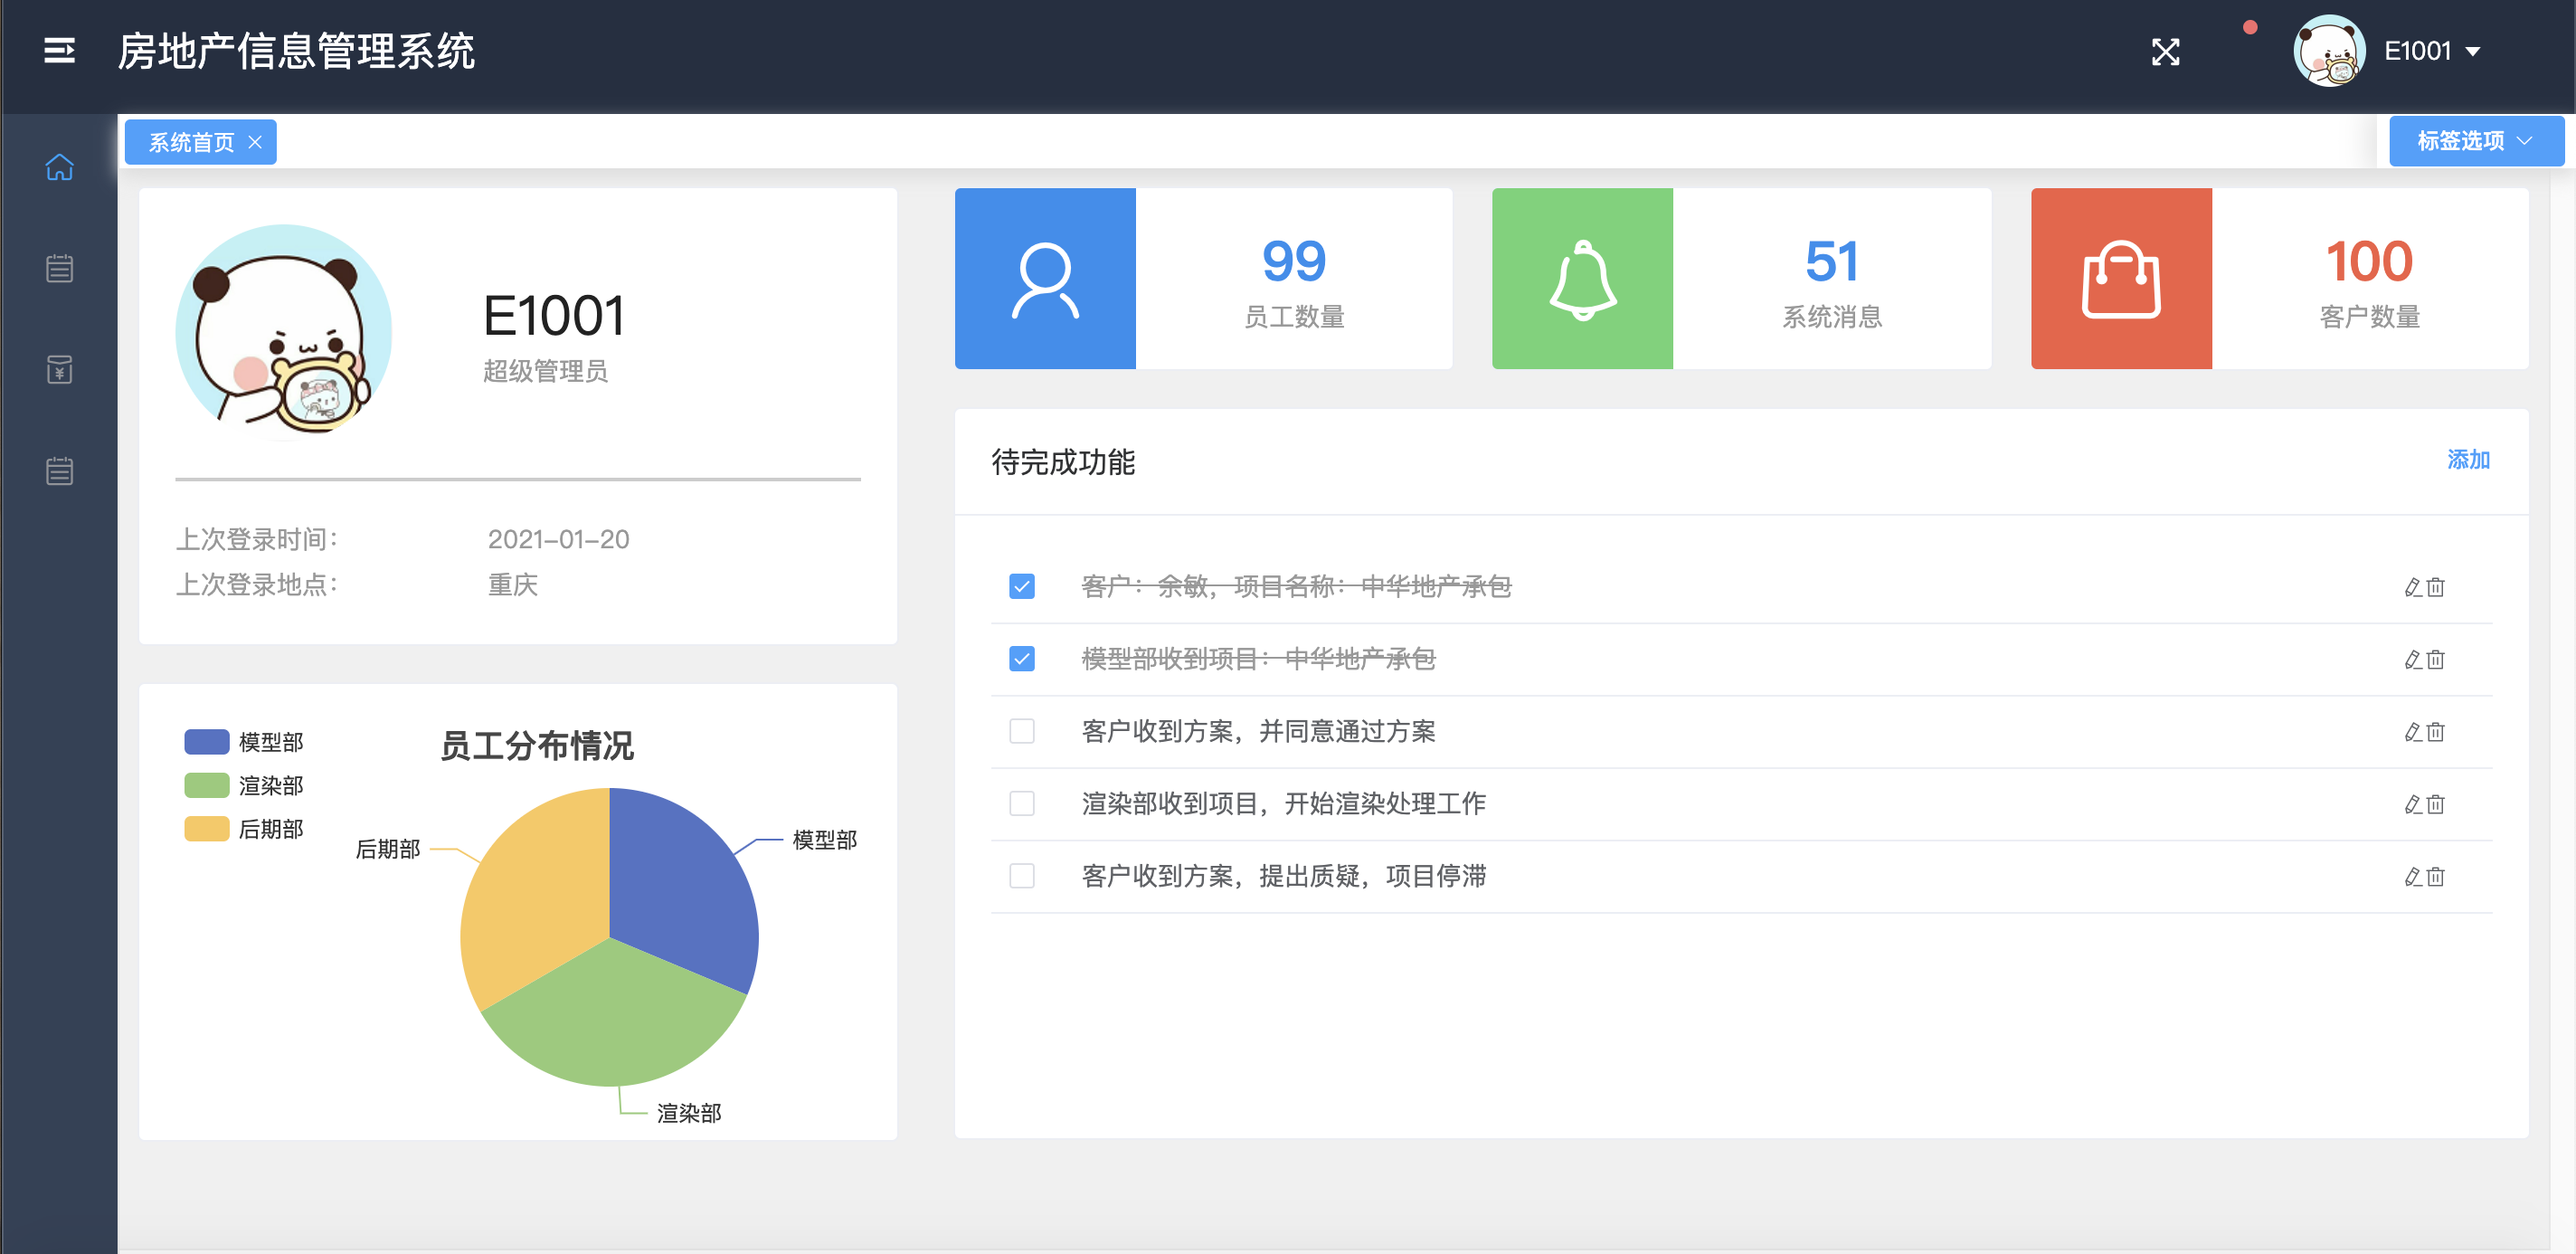 房地产信息管理系统
E1001
系统首页
标签选项
E1001
超级管理员
上次登录时间：
2021-01-20
上次登录地点：
重庆
99
员工数量
51
系统消息
100
客户数量
待完成功能
添加
客户：余敏，项目名称：中华地产承包
模型部收到项目：中华地产承包
客户收到方案，并同意通过方案
渲染部收到项目，开始渲染处理工作
客户收到方案，提出质疑，项目停滞
员工分布情况
模型部
渲染部
后期部
后期部
模型部
渲染部